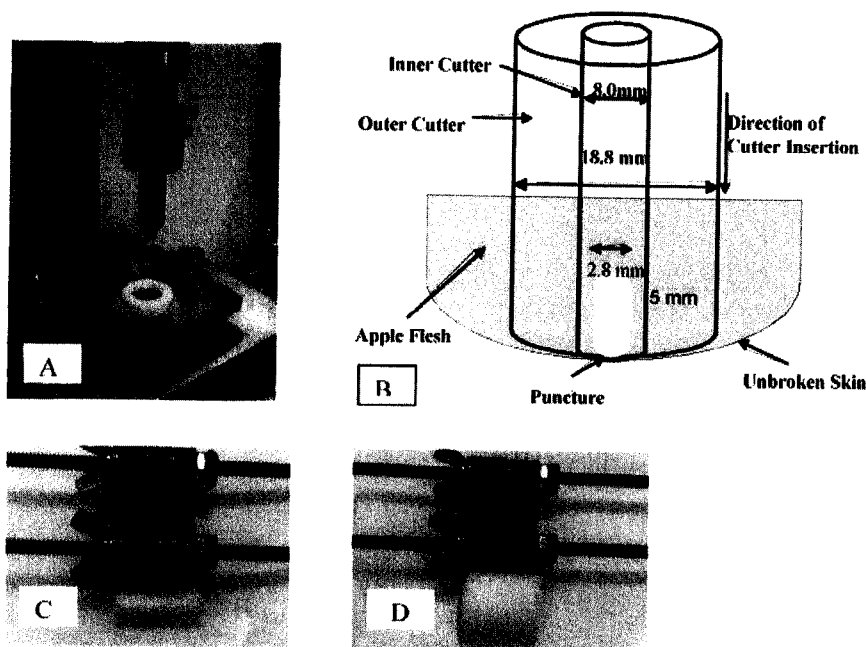 Inner Cutter
8.0mm
Outer Cutter
Direction of
Cutter Insertion
18.8 mm
2.8 mm
5 mm
Apple Flesh
A
B
Puncture
Unbroken Skin
C
D